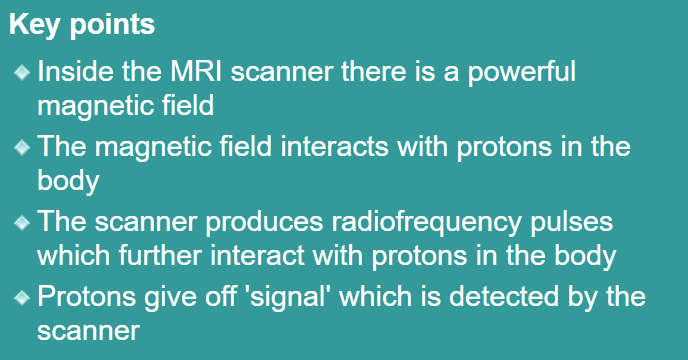 Key points
Inside the MRI scanner there is a powerful
magnetic field
The magnetic field interacts with protons in the
body
The scanner produces radiofrequency pulses
which further interact with protons in the body
Protons give off 'signal' which is detected by the
scanner